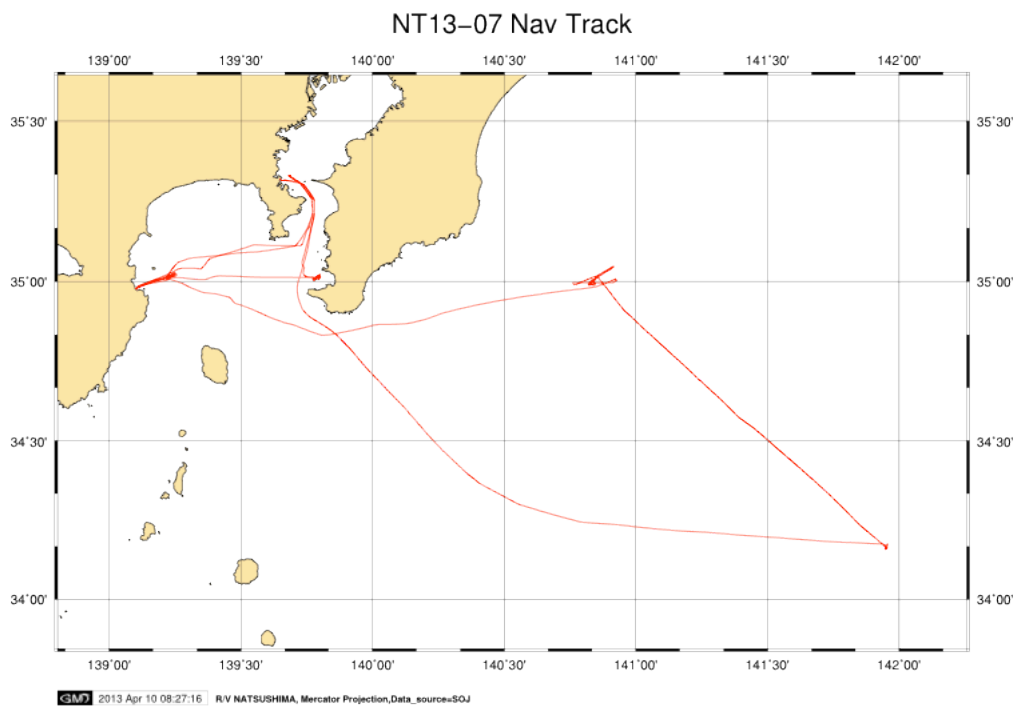 NT13−07 Nav Track
139˚00' 139˚30' 140˚00' 140˚30' 141˚00' 141˚30' 142˚00'
35˚30' 35˚30'
35˚00' 35˚00'
34˚30' 34˚30'
34˚00' 34˚00'
139˚00' 139˚30' 140˚00' 140˚30' 141˚00' 141˚30' 142˚00'
GMT 2013 Apr 10 08:27:16 R/V NATSUSHIMA, Mercator Projection,Data_source=SOJ